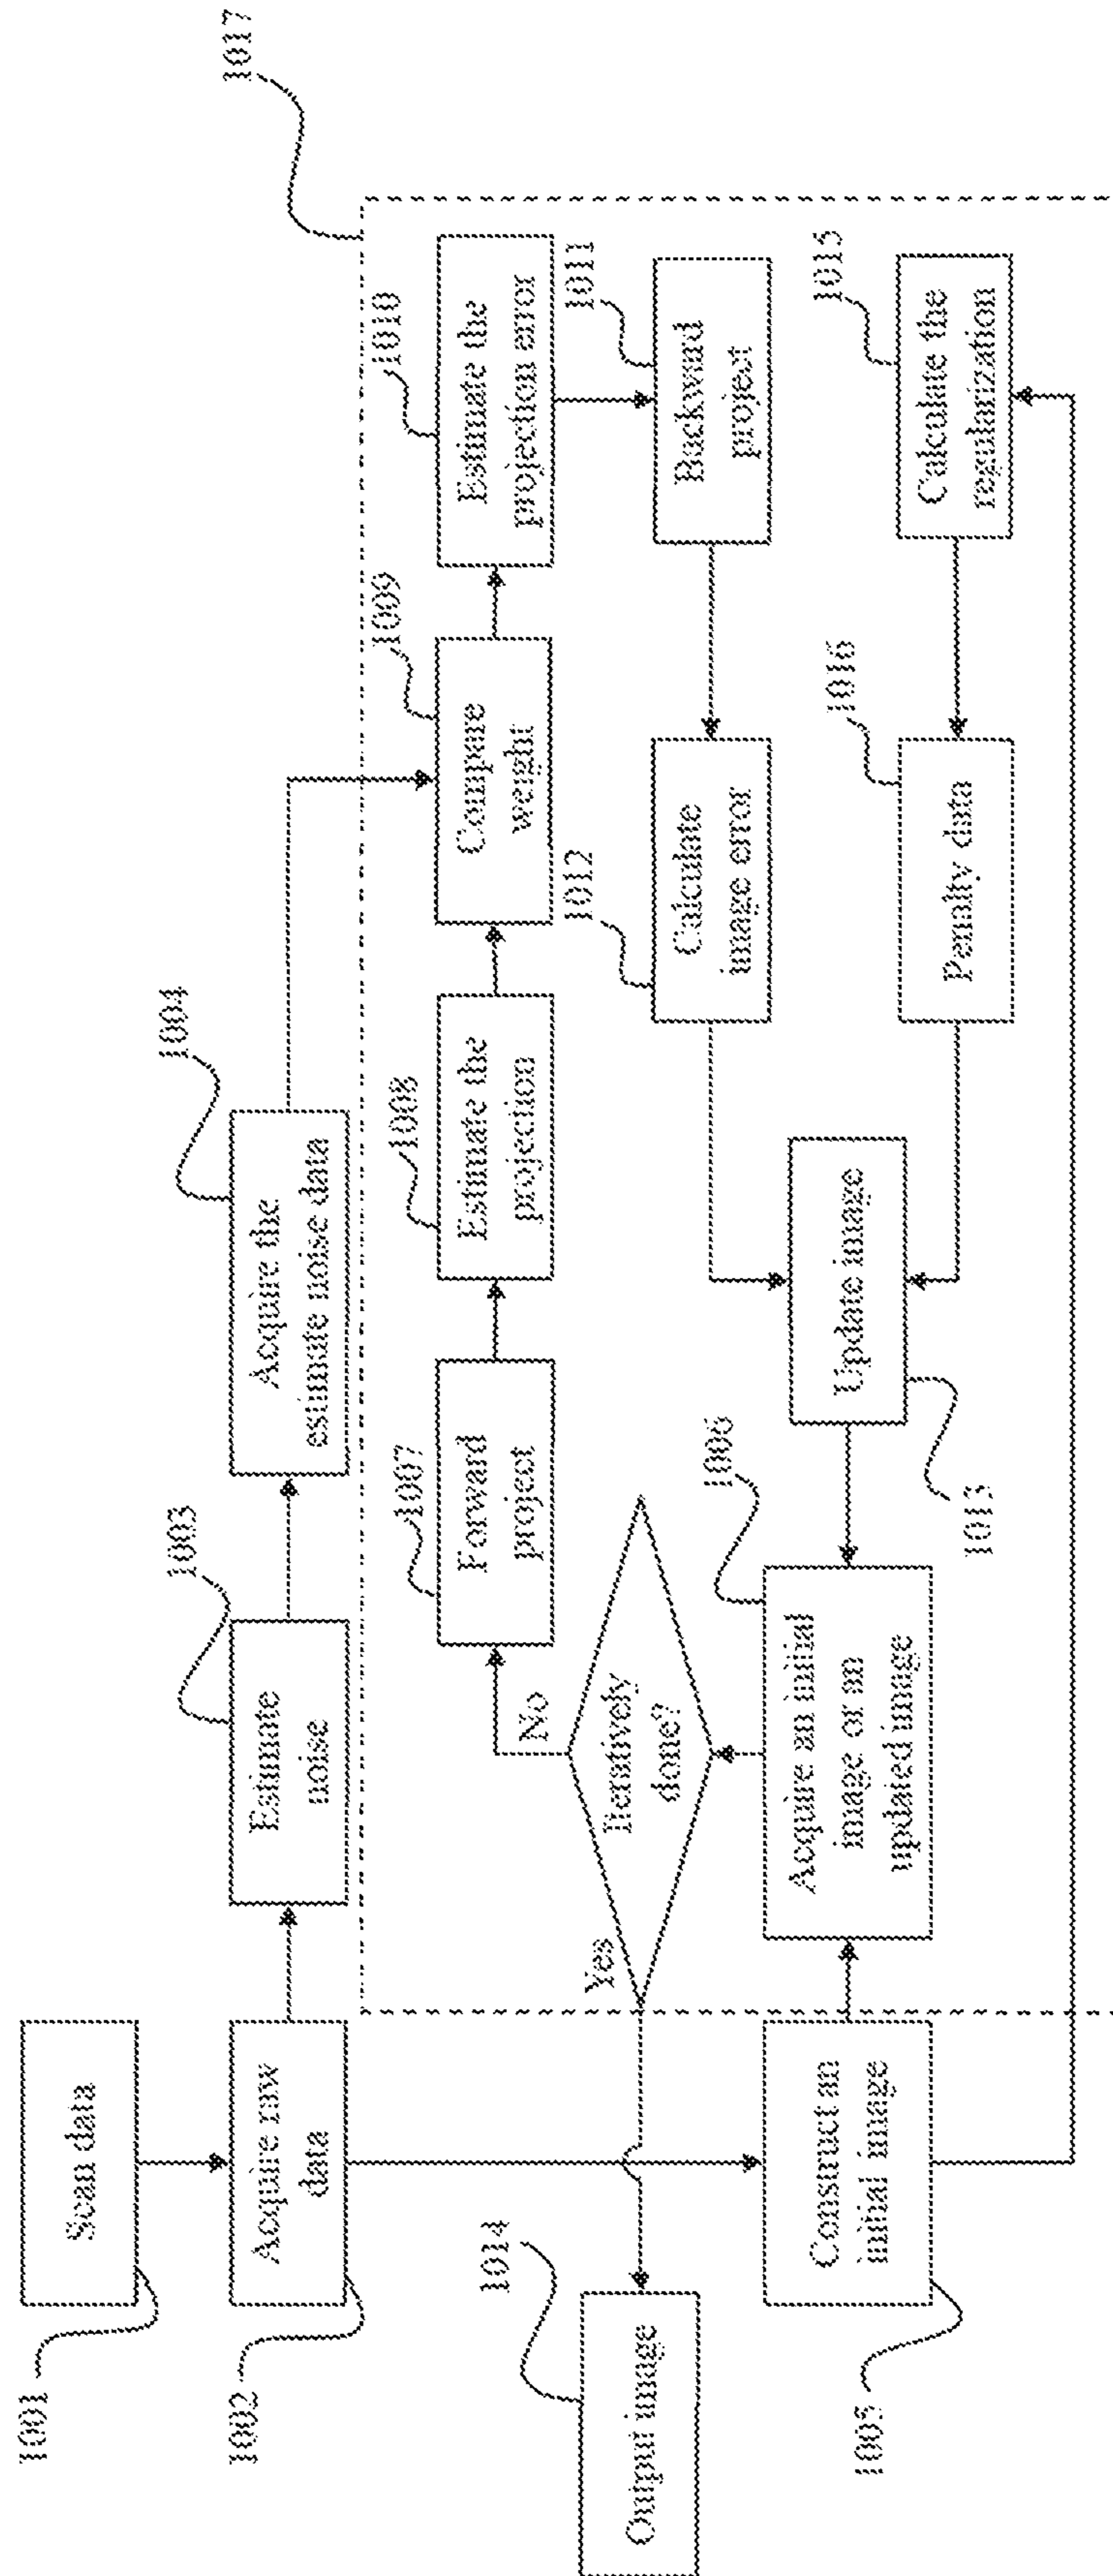 1001
Scan data
1002
Acquire raw
data
1003
Estimate
noise
1004
Acquire the
estimate noise data
1017
1007
Forward
project
1008
Estimate the
projection
1009
Compare
weight
1010
Estimate the
projection error
1014
Output image
Yes
Iteratively
done?
No
1012
Calculate
image error
1011
Backward
project
1005
Construct an
initial image
1006
Acquire an initial
image or an
updated image
Update image
1013
1016
Penalty data
1015
Calculate the
regularization